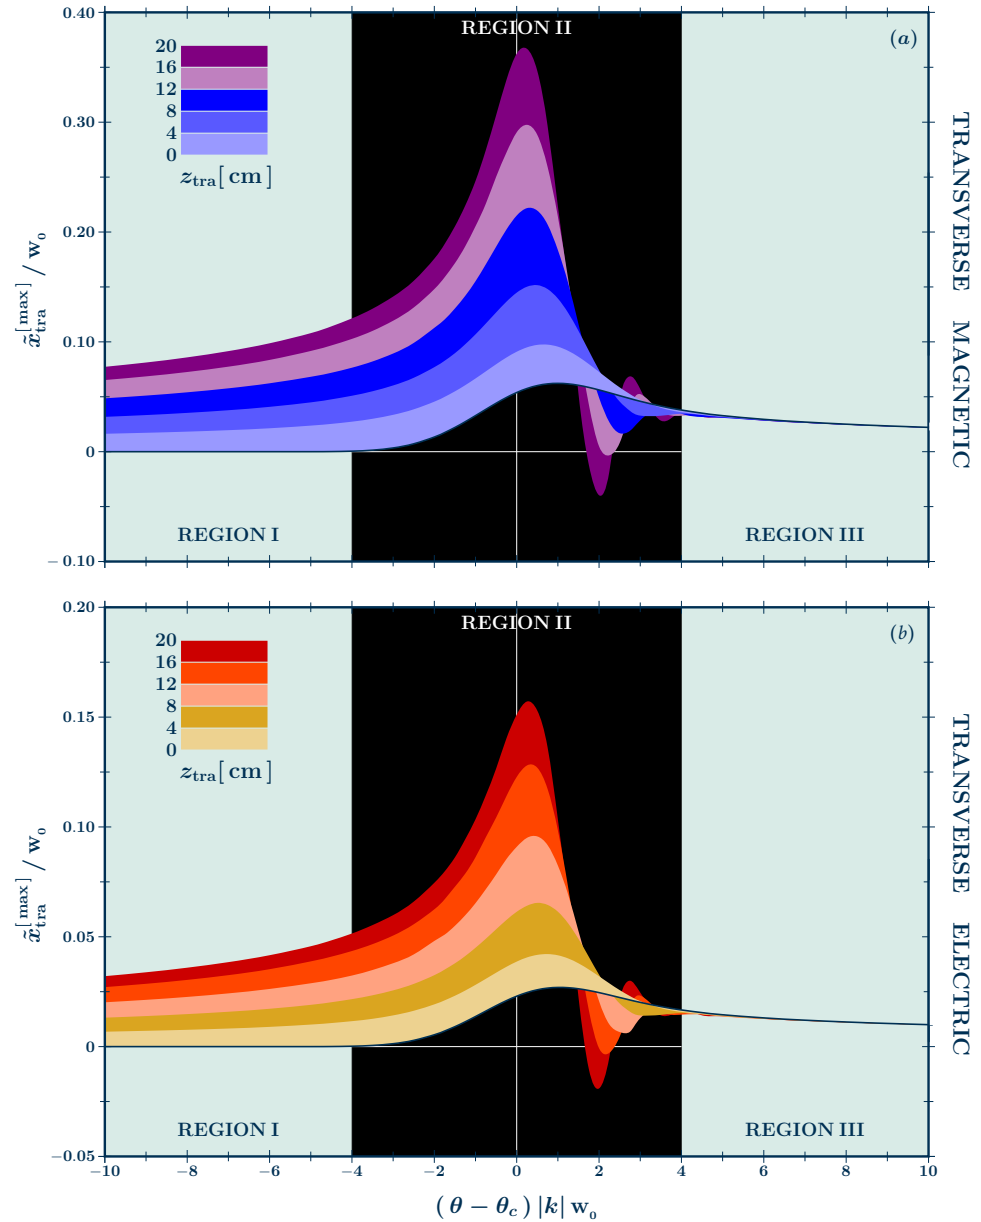 0.40
REGION II
(a)
20
16
12
8
4
0
z_tra [ cm ]
0.30
0.20
0.10
0
−0.10
x̃_tra^[ max ] / w₀
REGION I
REGION III
TRANSVERSE MAGNETIC
0.20
REGION II
(b)
20
16
12
8
4
0
z_tra [ cm ]
0.15
0.10
0.05
0
−0.05
x̃_tra^[ max ] / w₀
REGION I
REGION III
TRANSVERSE ELECTRIC
−10 −8 −6 −4 −2 0 2 4 6 8 10
( θ − θ_c ) |k| w₀